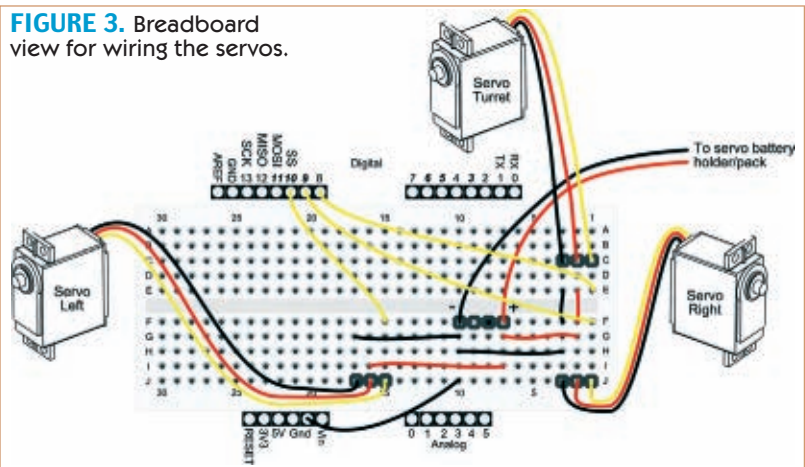 FIGURE 3. Breadboard
view for wiring the servos.
Servo
Turret
To servo battery
holder/pack
AREF
GND
SCK 13
MISO 12
MOSI 11
SS 10
9
8
Digital
7
6
5
4
3
2
TX 1
RX 0
30
25
20
15
10
5
1
A
B
C
D
E
Servo
Left
Servo
Right
-
+
F
G
H
I
J
RESET
3V3
5V
Gnd
Vin
0 1 2 3 4 5
Analog